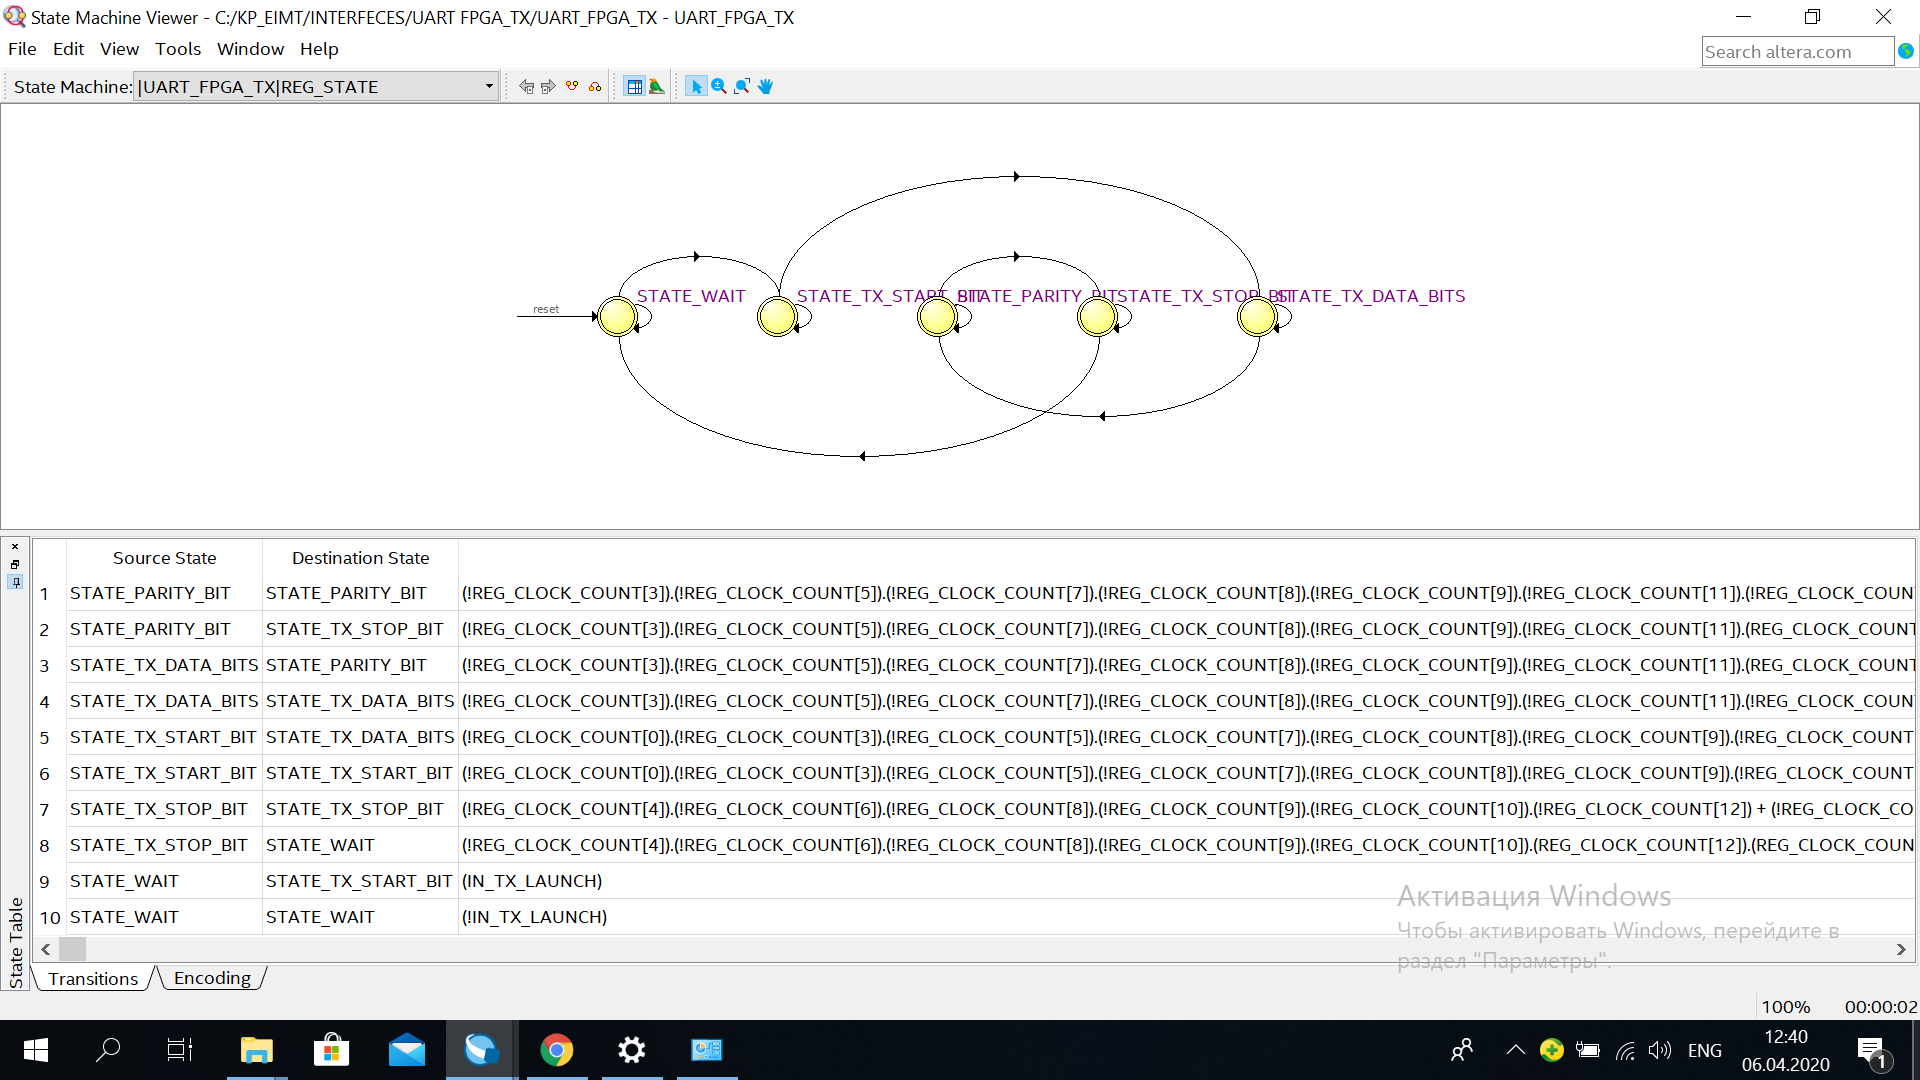 State Machine Viewer - C:/KP_EIMT/INTERFECES/UART FPGA_TX/UART_FPGA_TX - UART_FPGA_TX
File Edit View Tools Window Help
Search altera.com
State Machine: |UART_FPGA_TX|REG_STATE
reset
STATE_WAIT STATE_TX_START_BIT STATE_PARITY_BIT STATE_TX_STOP_BIT STATE_TX_DATA_BITS
Source State Destination State
1 STATE_PARITY_BIT STATE_PARITY_BIT (!REG_CLOCK_COUNT[3]).(!REG_CLOCK_COUNT[5]).(!REG_CLOCK_COUNT[7]).(!REG_CLOCK_COUNT[8]).(!REG_CLOCK_COUNT[9]).(!REG_CLOCK_COUNT[11]).(!REG_CLOCK_COUN
2 STATE_PARITY_BIT STATE_TX_STOP_BIT (!REG_CLOCK_COUNT[3]).(!REG_CLOCK_COUNT[5]).(!REG_CLOCK_COUNT[7]).(!REG_CLOCK_COUNT[8]).(!REG_CLOCK_COUNT[9]).(!REG_CLOCK_COUNT[11]).(REG_CLOCK_COUNT
3 STATE_TX_DATA_BITS STATE_PARITY_BIT (!REG_CLOCK_COUNT[3]).(!REG_CLOCK_COUNT[5]).(!REG_CLOCK_COUNT[7]).(!REG_CLOCK_COUNT[8]).(!REG_CLOCK_COUNT[9]).(!REG_CLOCK_COUNT[11]).(REG_CLOCK_COUNT
4 STATE_TX_DATA_BITS STATE_TX_DATA_BITS (!REG_CLOCK_COUNT[3]).(!REG_CLOCK_COUNT[5]).(!REG_CLOCK_COUNT[7]).(!REG_CLOCK_COUNT[8]).(!REG_CLOCK_COUNT[9]).(!REG_CLOCK_COUNT[11]).(!REG_CLOCK_COUN
5 STATE_TX_START_BIT STATE_TX_DATA_BITS (!REG_CLOCK_COUNT[0]).(!REG_CLOCK_COUNT[3]).(!REG_CLOCK_COUNT[5]).(!REG_CLOCK_COUNT[7]).(!REG_CLOCK_COUNT[8]).(!REG_CLOCK_COUNT[9]).(!REG_CLOCK_COUNT
6 STATE_TX_START_BIT STATE_TX_START_BIT (!REG_CLOCK_COUNT[0]).(!REG_CLOCK_COUNT[3]).(!REG_CLOCK_COUNT[5]).(!REG_CLOCK_COUNT[7]).(!REG_CLOCK_COUNT[8]).(!REG_CLOCK_COUNT[9]).(!REG_CLOCK_COUNT
7 STATE_TX_STOP_BIT STATE_TX_STOP_BIT (!REG_CLOCK_COUNT[4]).(!REG_CLOCK_COUNT[6]).(!REG_CLOCK_COUNT[8]).(!REG_CLOCK_COUNT[9]).(!REG_CLOCK_COUNT[10]).(!REG_CLOCK_COUNT[12]) + (!REG_CLOCK_CO
8 STATE_TX_STOP_BIT STATE_WAIT (!REG_CLOCK_COUNT[4]).(!REG_CLOCK_COUNT[6]).(!REG_CLOCK_COUNT[8]).(!REG_CLOCK_COUNT[9]).(!REG_CLOCK_COUNT[10]).(REG_CLOCK_COUNT[12]).(REG_CLOCK_COUN
9 STATE_WAIT STATE_TX_START_BIT (IN_TX_LAUNCH)
10 STATE_WAIT STATE_WAIT (!IN_TX_LAUNCH)
State Table
Активация Windows
Чтобы активировать Windows, перейдите в
раздел "Параметры".
Transitions Encoding
100% 00:00:02
ENG
12:40
06.04.2020
1